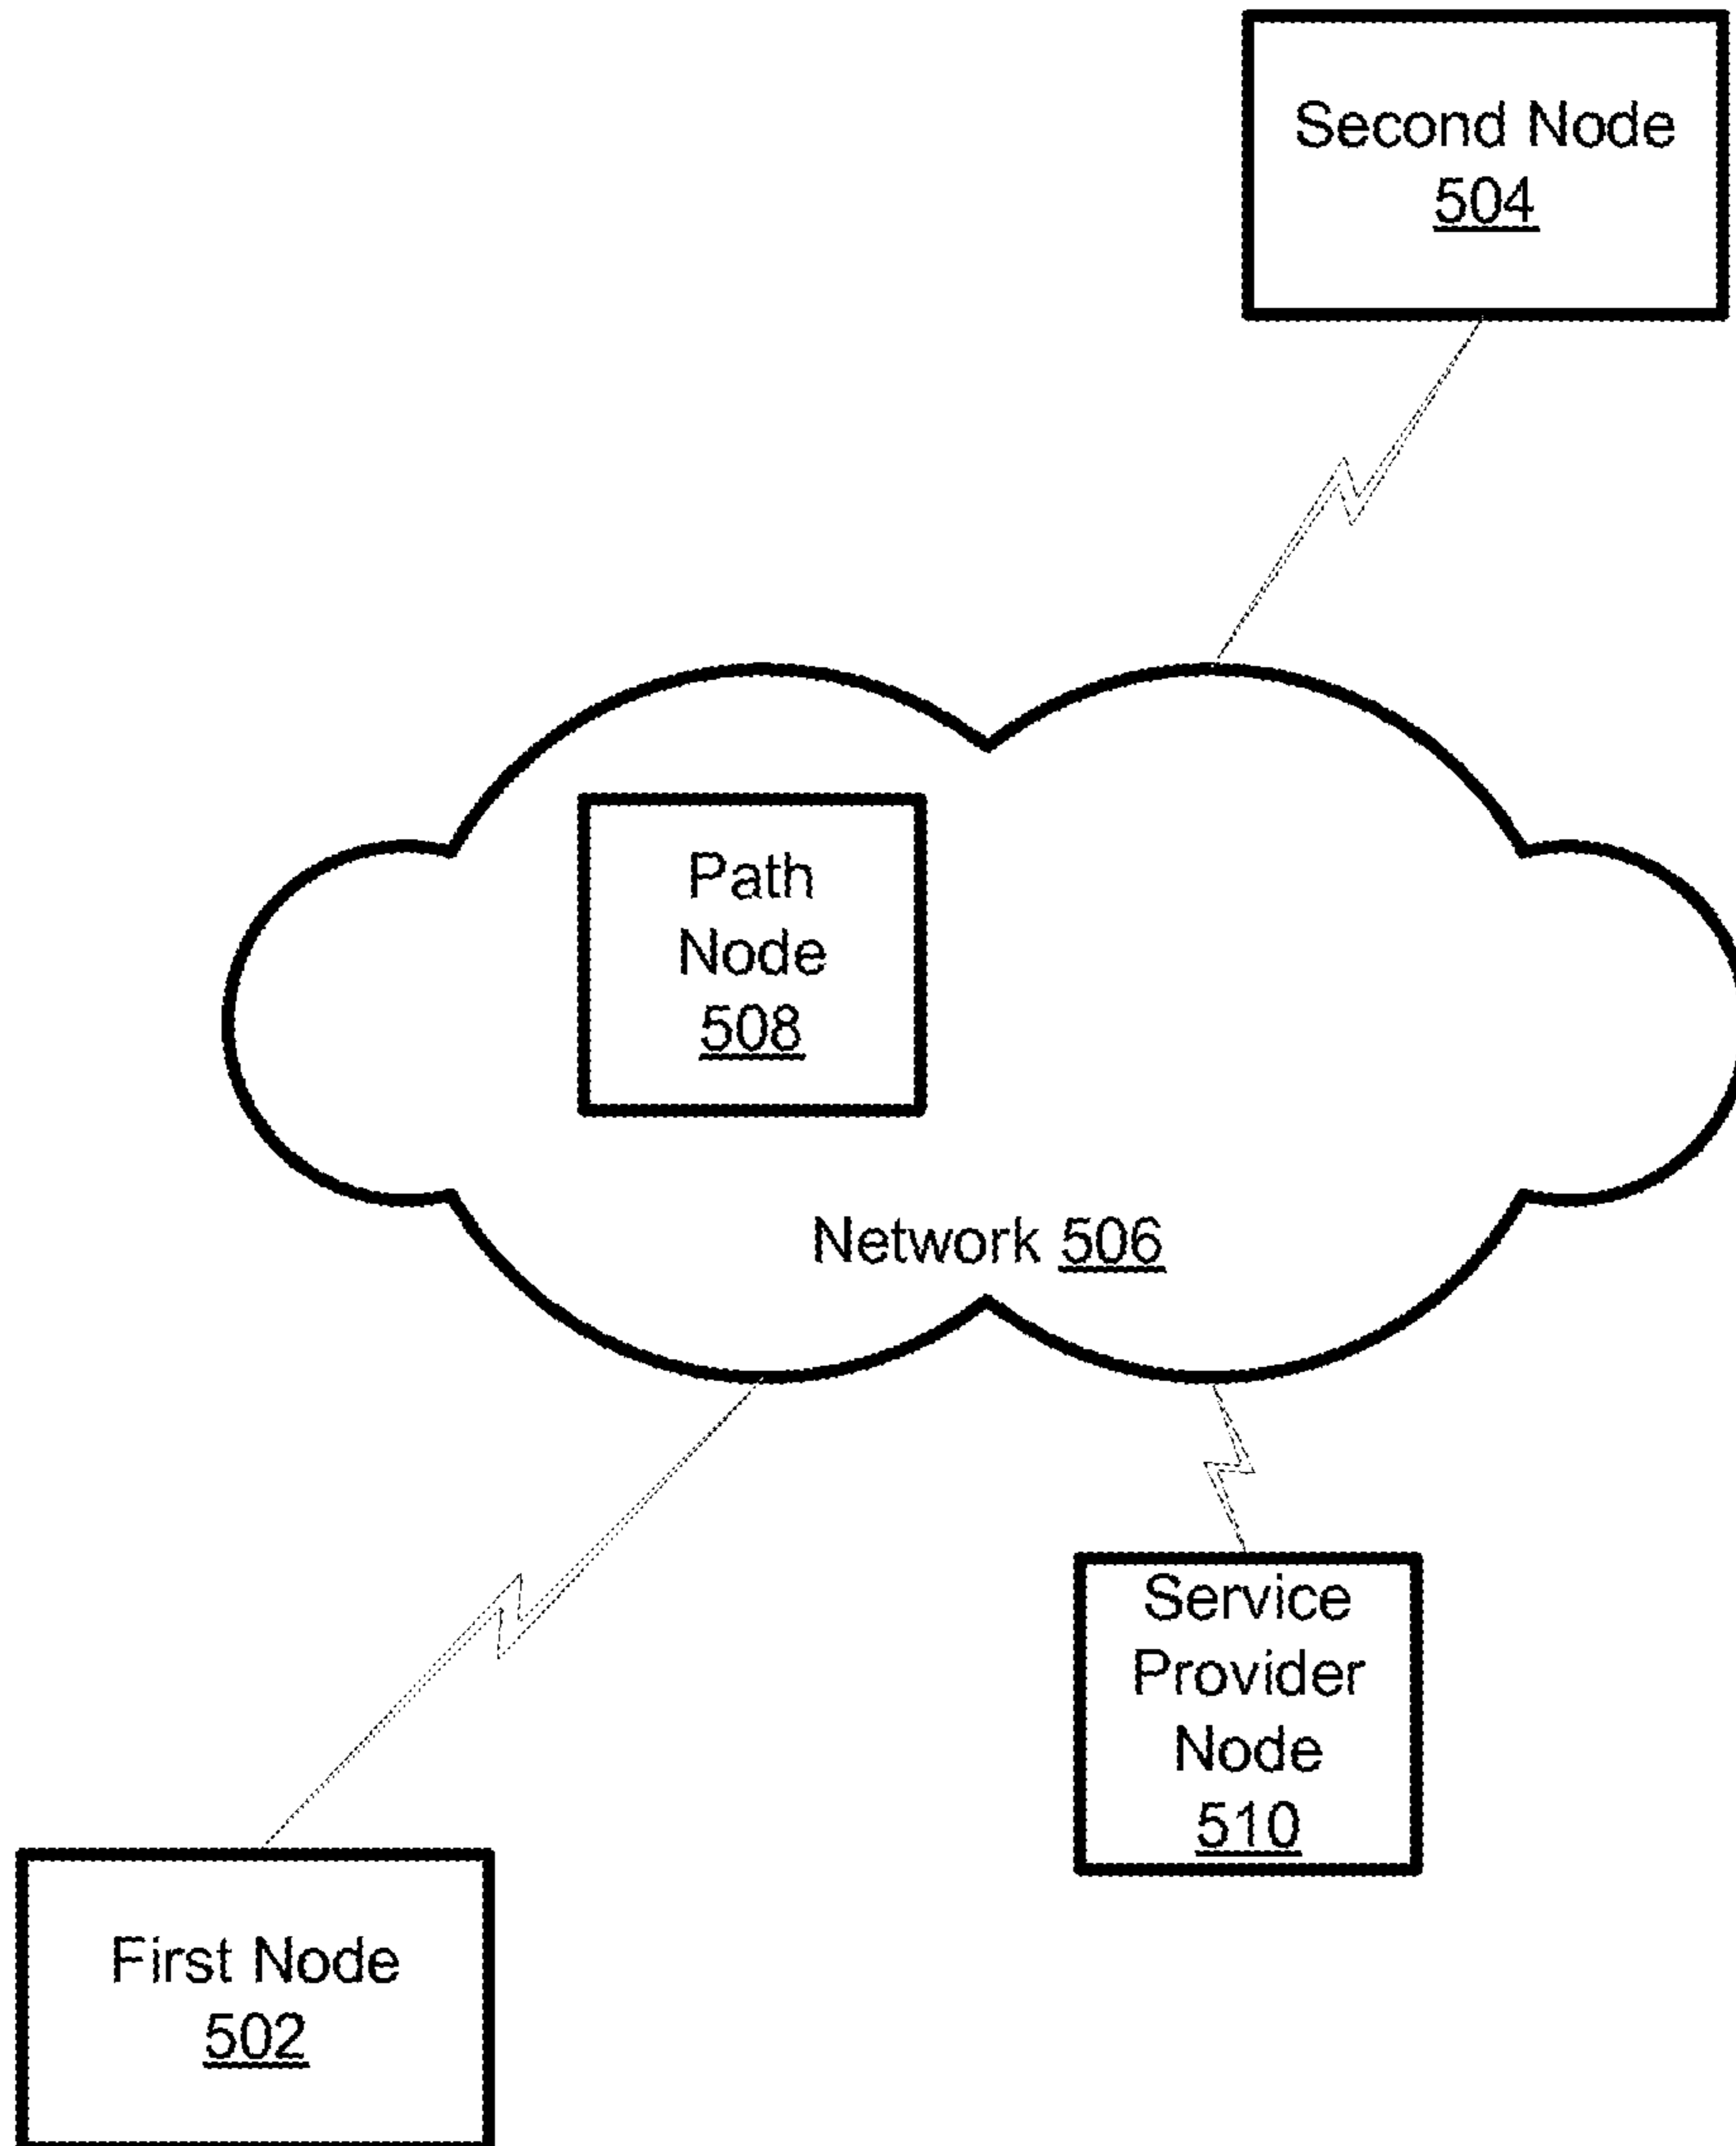 Second Node
504
Path
Node
508
Network 506
Service
Provider
Node
510
First Node
502